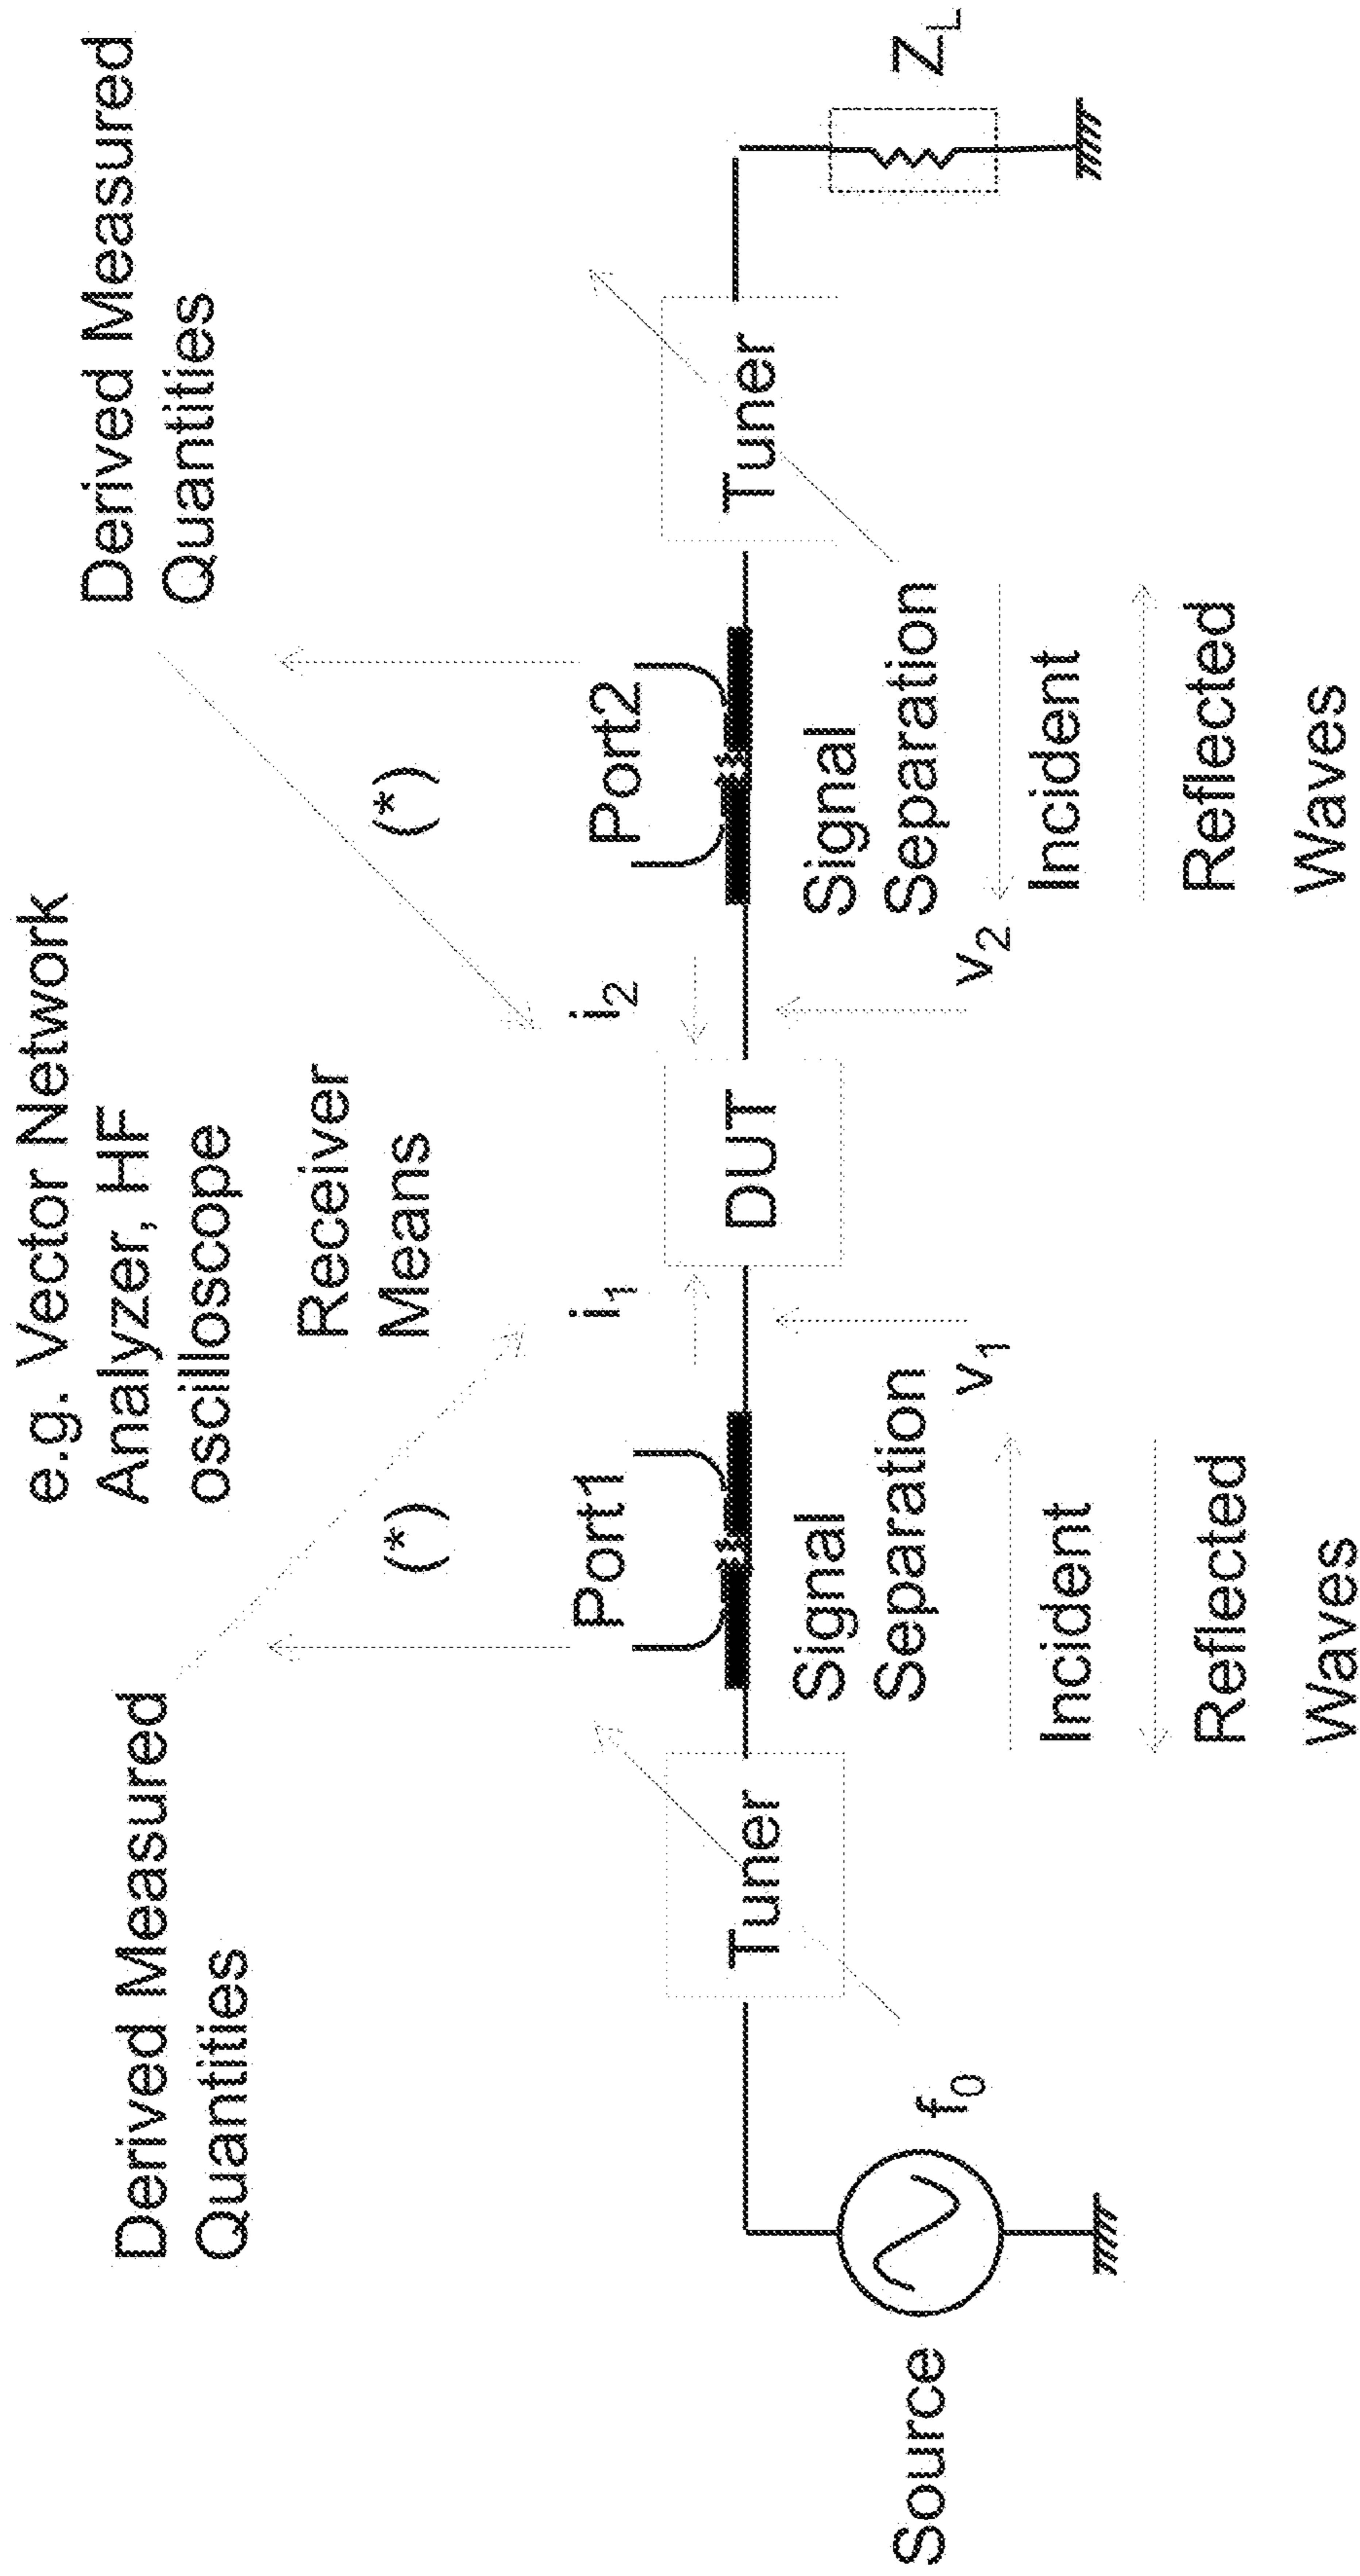 e.g. Vector Network
Analyzer, HF
oscilloscope
Receiver
Means
Derived Measured
Quantities
Derived Measured
Quantities
(*)
(*)
Port1
i1
i2
Port2
Tuner
DUT
Tuner
Source
f0
Signal
Separation
v1
v2
Signal
Separation
ZL
Incident
Reflected
Waves
Incident
Reflected
Waves